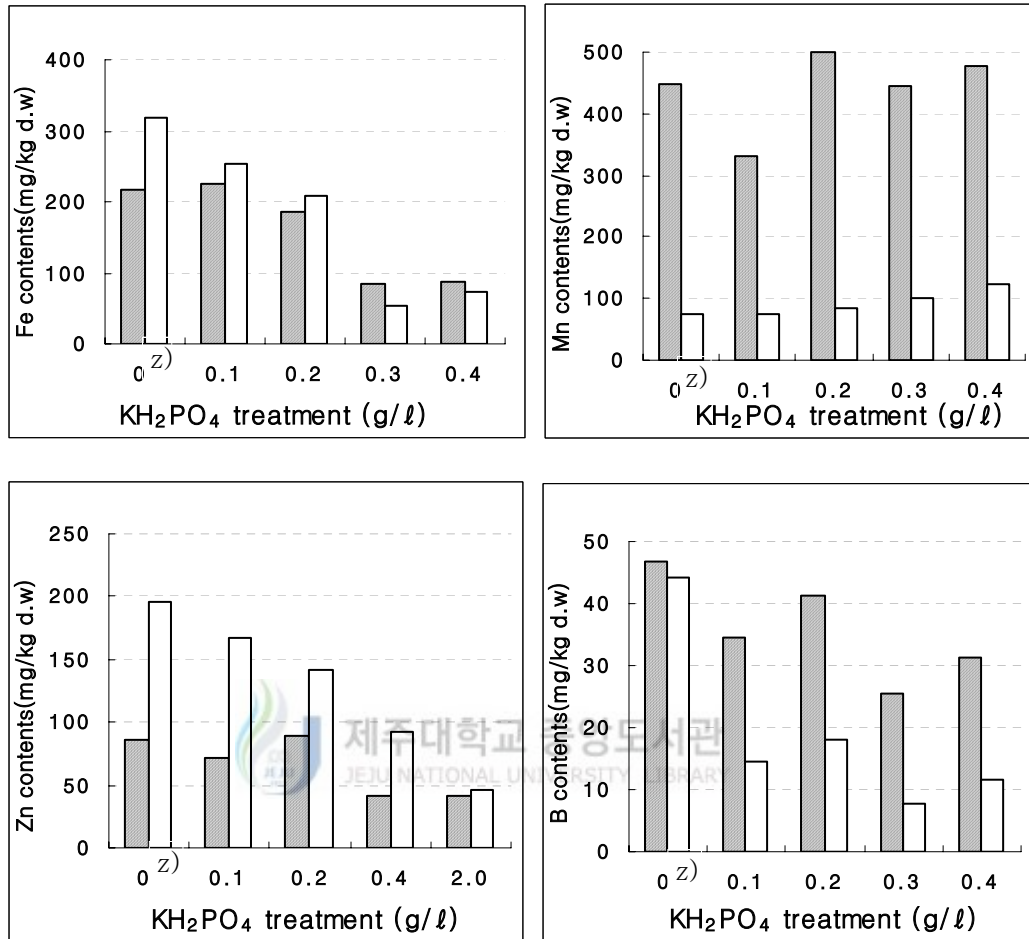 400
300
200
100
0
Fe contents(mg/kg d.w)
0 z) 0.1 0.2 0.3 0.4
KH₂PO₄ treatment (g/ℓ)
500
400
300
200
100
0
Mn contents(mg/kg d.w)
0 z) 0.1 0.2 0.3 0.4
KH₂PO₄ treatment (g/ℓ)
250
200
150
100
50
0
Zn contents(mg/kg d.w)
0 z) 0.1 0.2 0.4 2.0
KH₂PO₄ treatment (g/ℓ)
50
40
30
20
10
0
B contents(mg/kg d.w)
0 z) 0.1 0.2 0.3 0.4
KH₂PO₄ treatment (g/ℓ)
제주대학교 중앙도서관
JEJU NATIONAL UNIVERSITY LIBRARY
JEJU